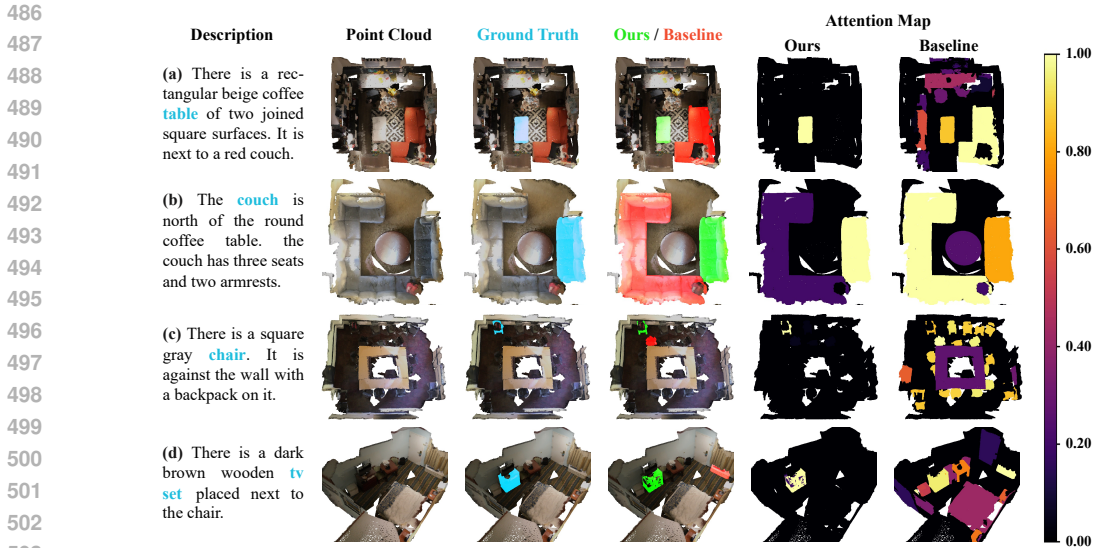 486
487
488
489
490
491
492
493
494
495
496
497
498
499
500
501
502
Description
Point Cloud
Ground Truth
Ours / Baseline
Attention Map
Ours
Baseline
(a) There is a rec-
tangular beige coffee
table of two joined
square surfaces. It is
next to a red couch.
(b) The couch is
north of the round
coffee table. the
couch has three seats
and two armrests.
(c) There is a square
gray chair. It is
against the wall with
a backpack on it.
(d) There is a dark
brown wooden tv
set placed next to
the chair.
1.00
0.80
0.60
0.40
0.20
0.00